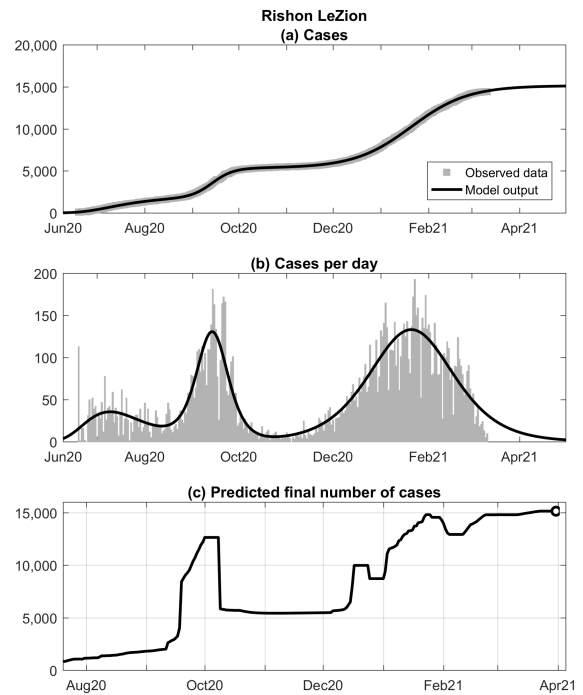 Rishon LeZion
(a) Cases
20,000
15,000
10,000
5,000
0
Observed data
Model output
Jun20 Aug20 Oct20 Dec20 Feb21 Apr21
(b) Cases per day
200
150
100
50
0
Jun20 Aug20 Oct20 Dec20 Feb21 Apr21
(c) Predicted final number of cases
15,000
10,000
5,000
0
Aug20 Oct20 Dec20 Feb21 Apr21